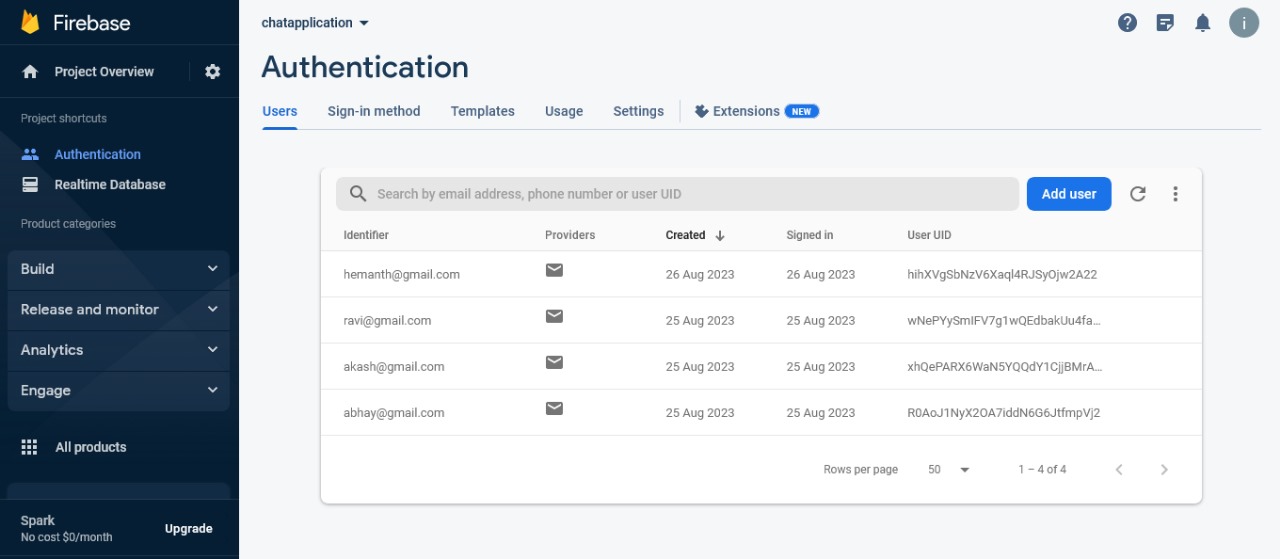 Firebase
Project Overview
Project shortcuts
Authentication
Realtime Database
Product categories
Build
Release and monitor
Analytics
Engage
All products
Spark
No cost $0/month
Upgrade
chatapplication
i
Authentication
Users Sign-in method Templates Usage Settings Extensions NEW
Search by email address, phone number or user UID
Add user
Identifier Providers Created Signed in User UID
hemanth@gmail.com 26 Aug 2023 26 Aug 2023 hihXVgSbNzV6Xaql4RJSyOjw2A22
ravi@gmail.com 25 Aug 2023 25 Aug 2023 wNePYySmIFV7g1wQEdbakUu4fa...
akash@gmail.com 25 Aug 2023 25 Aug 2023 xhQePARX6WaN5YQQdY1CjjBMrA...
abhay@gmail.com 25 Aug 2023 25 Aug 2023 R0AoJ1NyX2OA7iddN6G6JtfmpVj2
Rows per page 50 1 – 4 of 4